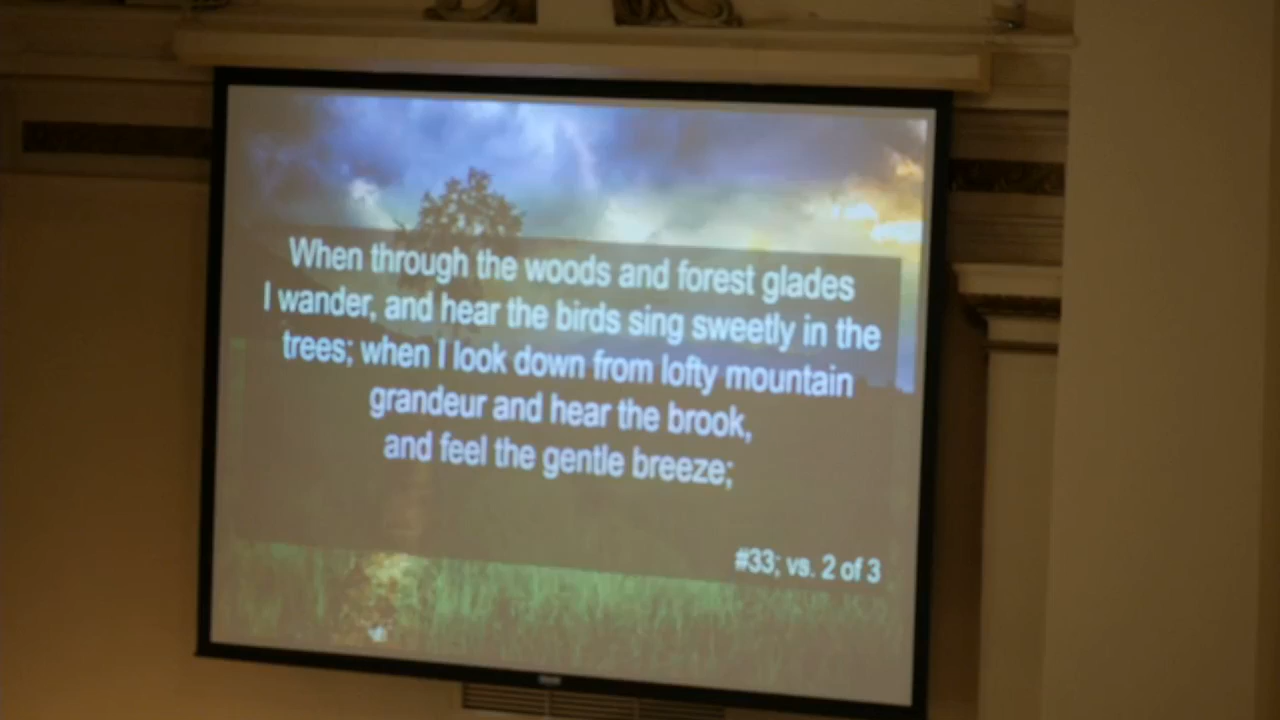 When through the woods and forest glades
I wander, and hear the birds sing sweetly in the
trees; when I look down from lofty mountain
grandeur and hear the brook,
and feel the gentle breeze;
#33; vs. 2 of 3